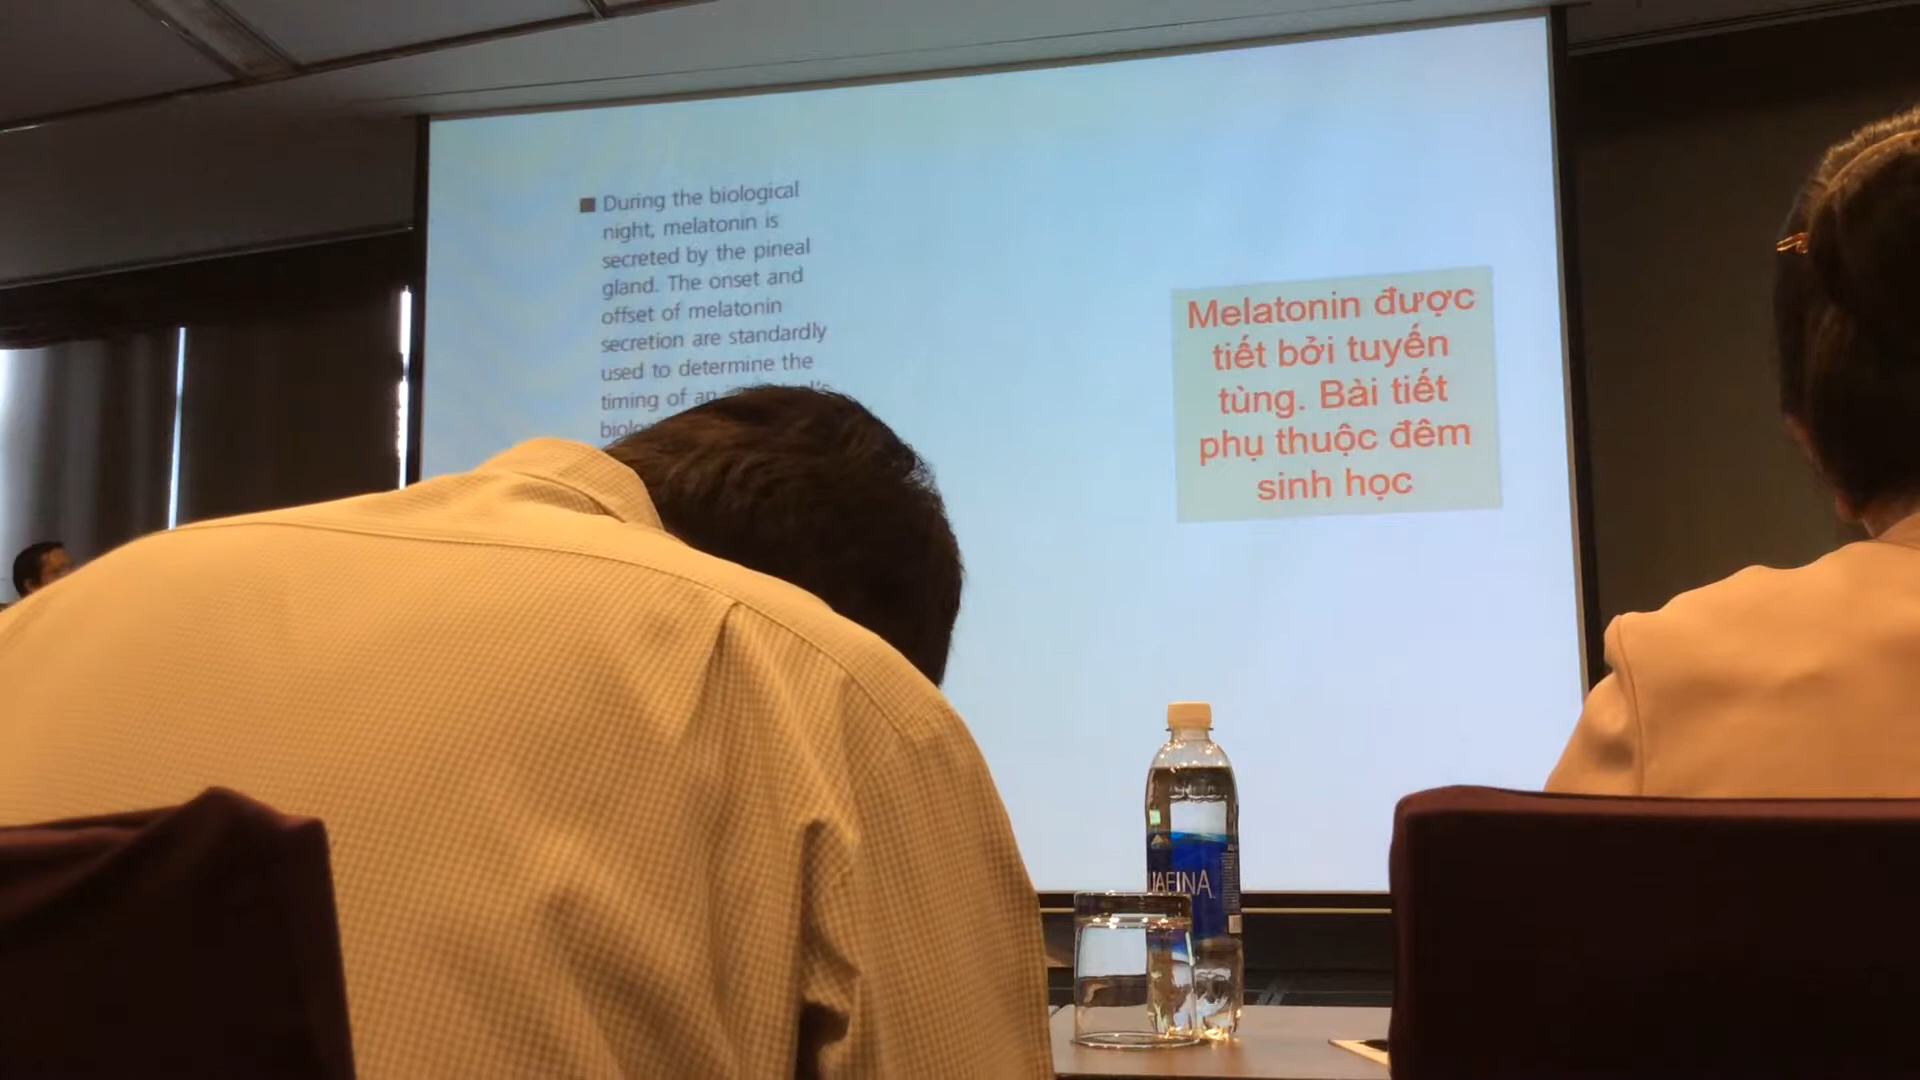 During the biological
night, melatonin is
secreted by the pineal
gland. The onset and
offset of melatonin
secretion are standardly
used to determine the
timing of an
Melatonin được
tiết bởi tuyến
tùng. Bài tiết
phụ thuộc đêm
sinh học